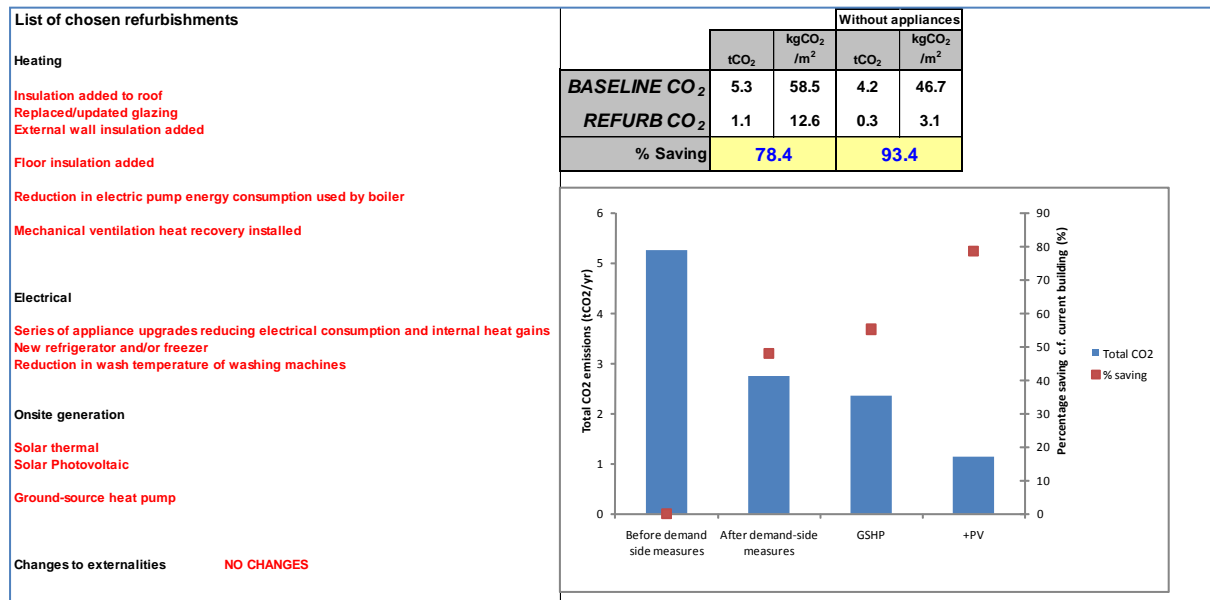 List of chosen refurbishments
Heating
Insulation added to roof
Replaced/updated glazing
External wall insulation added
Floor insulation added
Reduction in electric pump energy consumption used by boiler
Mechanical ventilation heat recovery installed
Electrical
Series of appliance upgrades reducing electrical consumption and internal heat gains
New refrigerator and/or freezer
Reduction in wash temperature of washing machines
Onsite generation
Solar thermal
Solar Photovoltaic
Ground-source heat pump
Changes to externalities NO CHANGES
Without appliances
tCO₂ kgCO₂ /m² tCO₂ kgCO₂ /m²
BASELINE CO₂ 5.3 58.5 4.2 46.7
REFURB CO₂ 1.1 12.6 0.3 3.1
% Saving 78.4 93.4
Total CO2 emissions (tCO2/yr)
6
5
4
3
2
1
0
Before demand side measures
After demand-side measures
GSHP
+PV
90
80
70
60
50
40
30
20
10
0
Percentage saving c.f. current building (%)
Total CO2
% saving